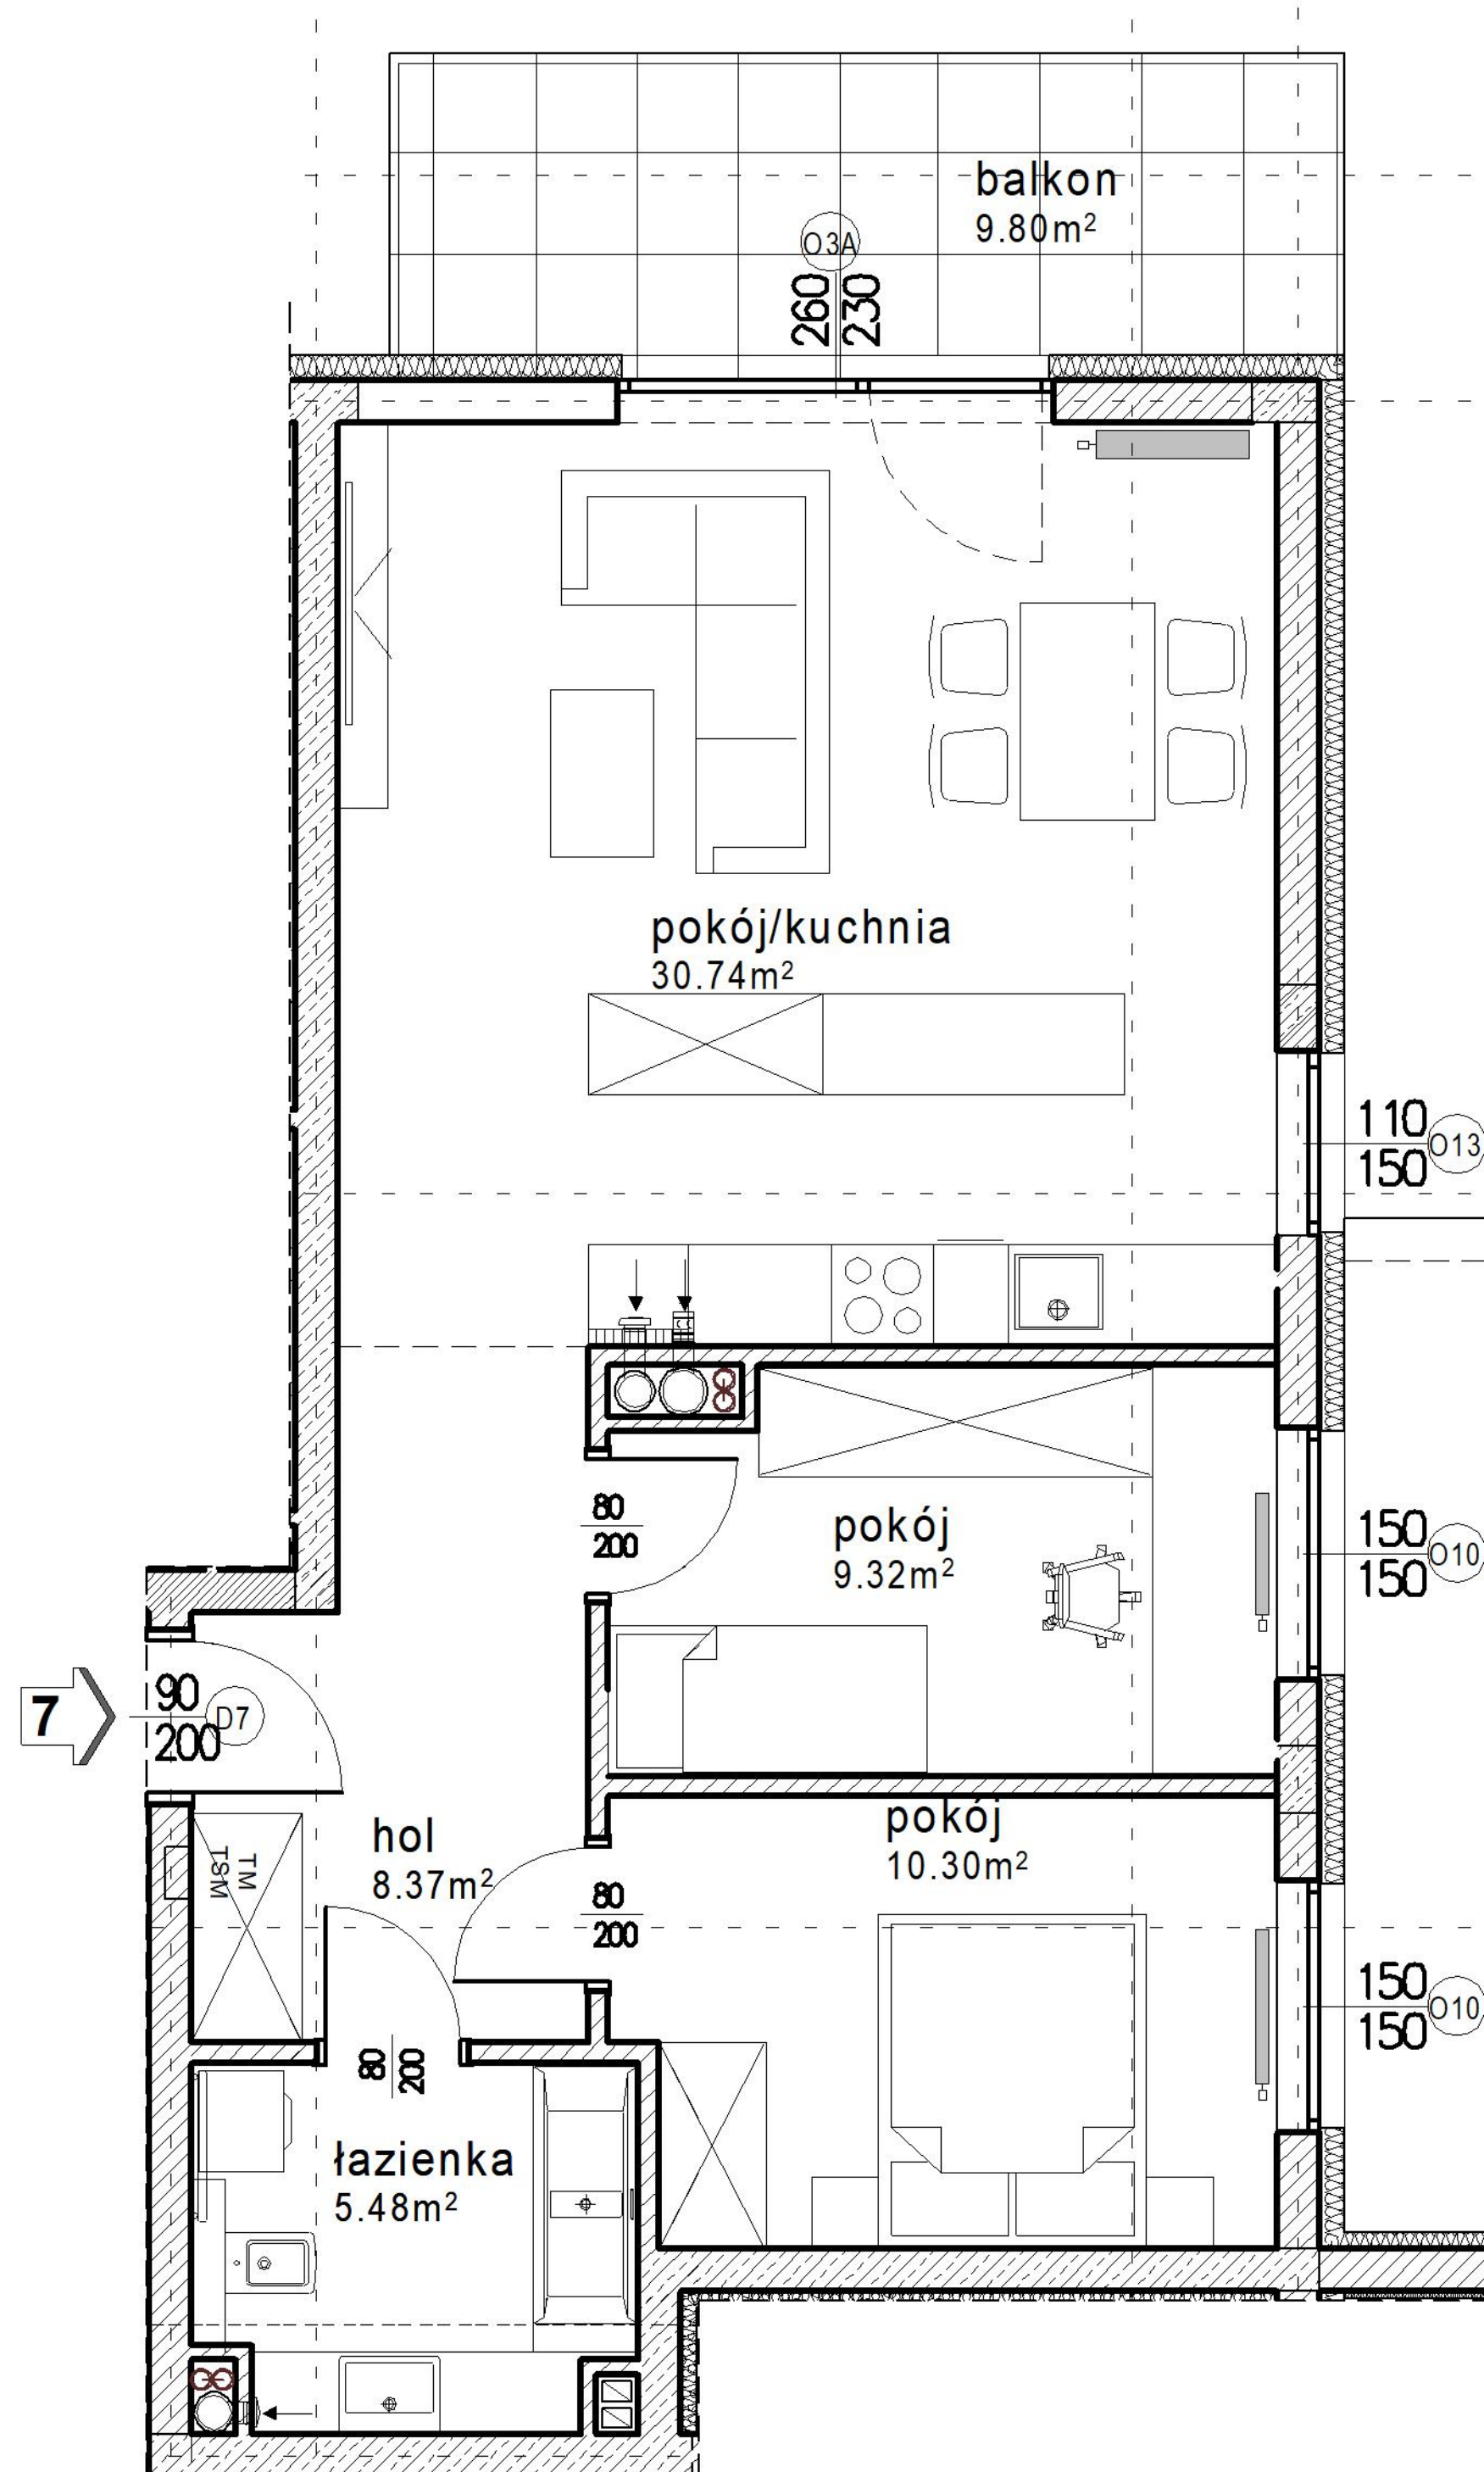 balkon
9.80m²
O3A
260
230
pokój/kuchnia
30.74m²
110
150
O13
80
200
pokój
9.32m²
150
150
O10
7
90
200
D7
hol
8.37m²
TM
TSM
pokój
10.30m²
80
200
150
150
O10
80
200
łazienka
5.48m²